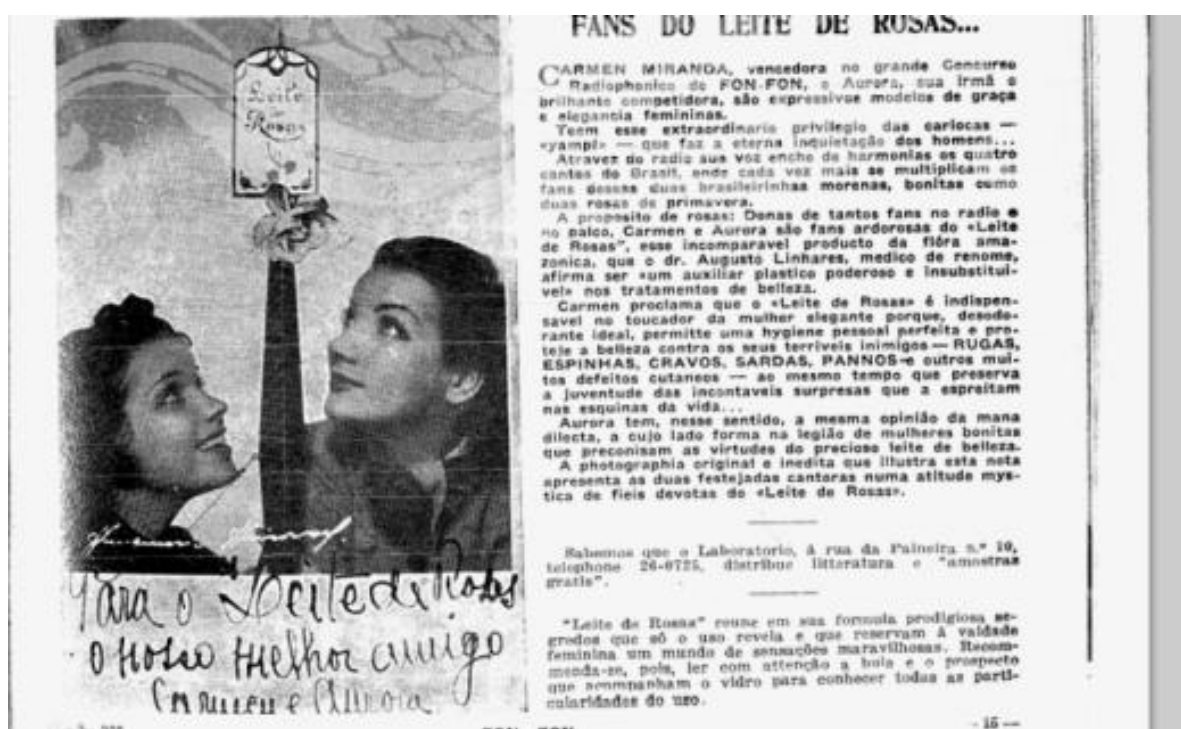 Leite
de
Rosas
Para o Leite de Rosas
o nosso melhor amigo
Carmen e Aurora
FANS DO LEITE DE ROSAS...
CARMEN MIRANDA, vencedora no grande Concurso
Radiophonico de FON-FON, e Aurora, sua irmã e
brilhante competidora, são expressivos modelos de graça
e elegancia femininas.
Teem esse extraordinario privilegio das cariocas —
«yampi» — que faz a eterna inquietação dos homens...
Atravez do radio sua voz enche de harmonias os quatro
cantos do Brasil, onde cada vez mais se multiplicam os
fans dessas duas brasileirinhas morenas, bonitas como
duas rosas de primavera.
A proposito de rosas: Donas de tantos fans no radio e
no palco, Carmen e Aurora são fans ardorosas do «Leite
de Rosas", esse incomparavel producto da flóra ama-
zonica, que o dr. Augusto Linhares, medico de renome,
afirma ser «um auxiliar plastico poderoso e insubstitui-
vel» nos tratamentos de belleza.
Carmen proclama que o «Leite de Rosas» é indispen-
savel no toucador da mulher elegante porque, desodo-
rante ideal, permitte uma hygiene pessoal perfeita e pro-
teje a belleza contra os seus terriveis inimigos — RUGAS,
ESPINHAS, CRAVOS, SARDAS, PANNOS e outros mui-
tos defeitos cutaneos — ao mesmo tempo que preserva
a juventude das incontaveis surpresas que a espreitam
nas esquinas da vida...
Aurora tem, nesse sentido, a mesma opinião da mana
dilecta, a cujo lado forma na legião de mulheres bonitas
que preconisam as virtudes do precioso leite de belleza.
A photographia original e inedita que illustra esta nota
apresenta as duas festejadas cantoras numa atitude mys-
tica de fieis devotas do «Leite de Rosas».
Sabemos que o Laboratorio, á rua da Paineira n.º 10,
telephone 26-0725, distribue litteratura e "amostras
gratis".
"Leite de Rosas" reune em sua formula prodigiosa se-
gredos que só o uso revela e que reservam á vaidade
feminina um mundo de sensações maravilhosas. Recom-
menda-se, pois, ler com attenção a bula e o prospecto
que acompanham o vidro para conhecer todas as parti-
cularidades do uso.
FON - FON
- 15 —